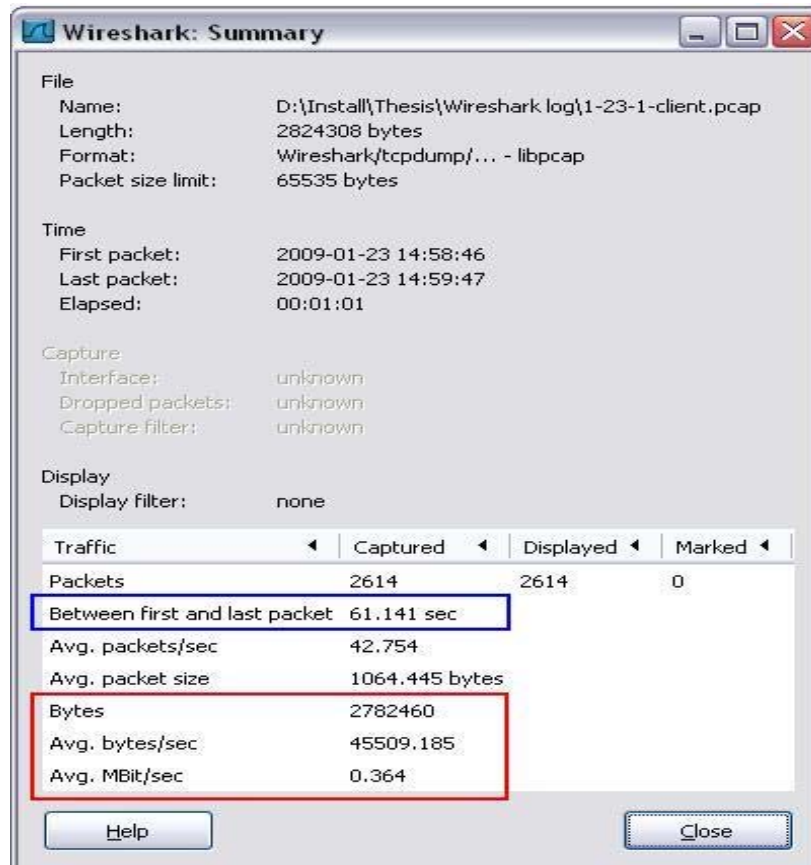 Wireshark: Summary
File
Name: D:\Install\Thesis\Wireshark log\1-23-1-client.pcap
Length: 2824308 bytes
Format: Wireshark/tcpdump/... - libpcap
Packet size limit: 65535 bytes
Time
First packet: 2009-01-23 14:58:46
Last packet: 2009-01-23 14:59:47
Elapsed: 00:01:01
Capture
Interface: unknown
Dropped packets: unknown
Capture filter: unknown
Display
Display filter: none
Traffic Captured Displayed Marked
Packets 2614 2614 0
Between first and last packet 61.141 sec
Avg. packets/sec 42.754
Avg. packet size 1064.445 bytes
Bytes 2782460
Avg. bytes/sec 45509.185
Avg. MBit/sec 0.364
Help Close